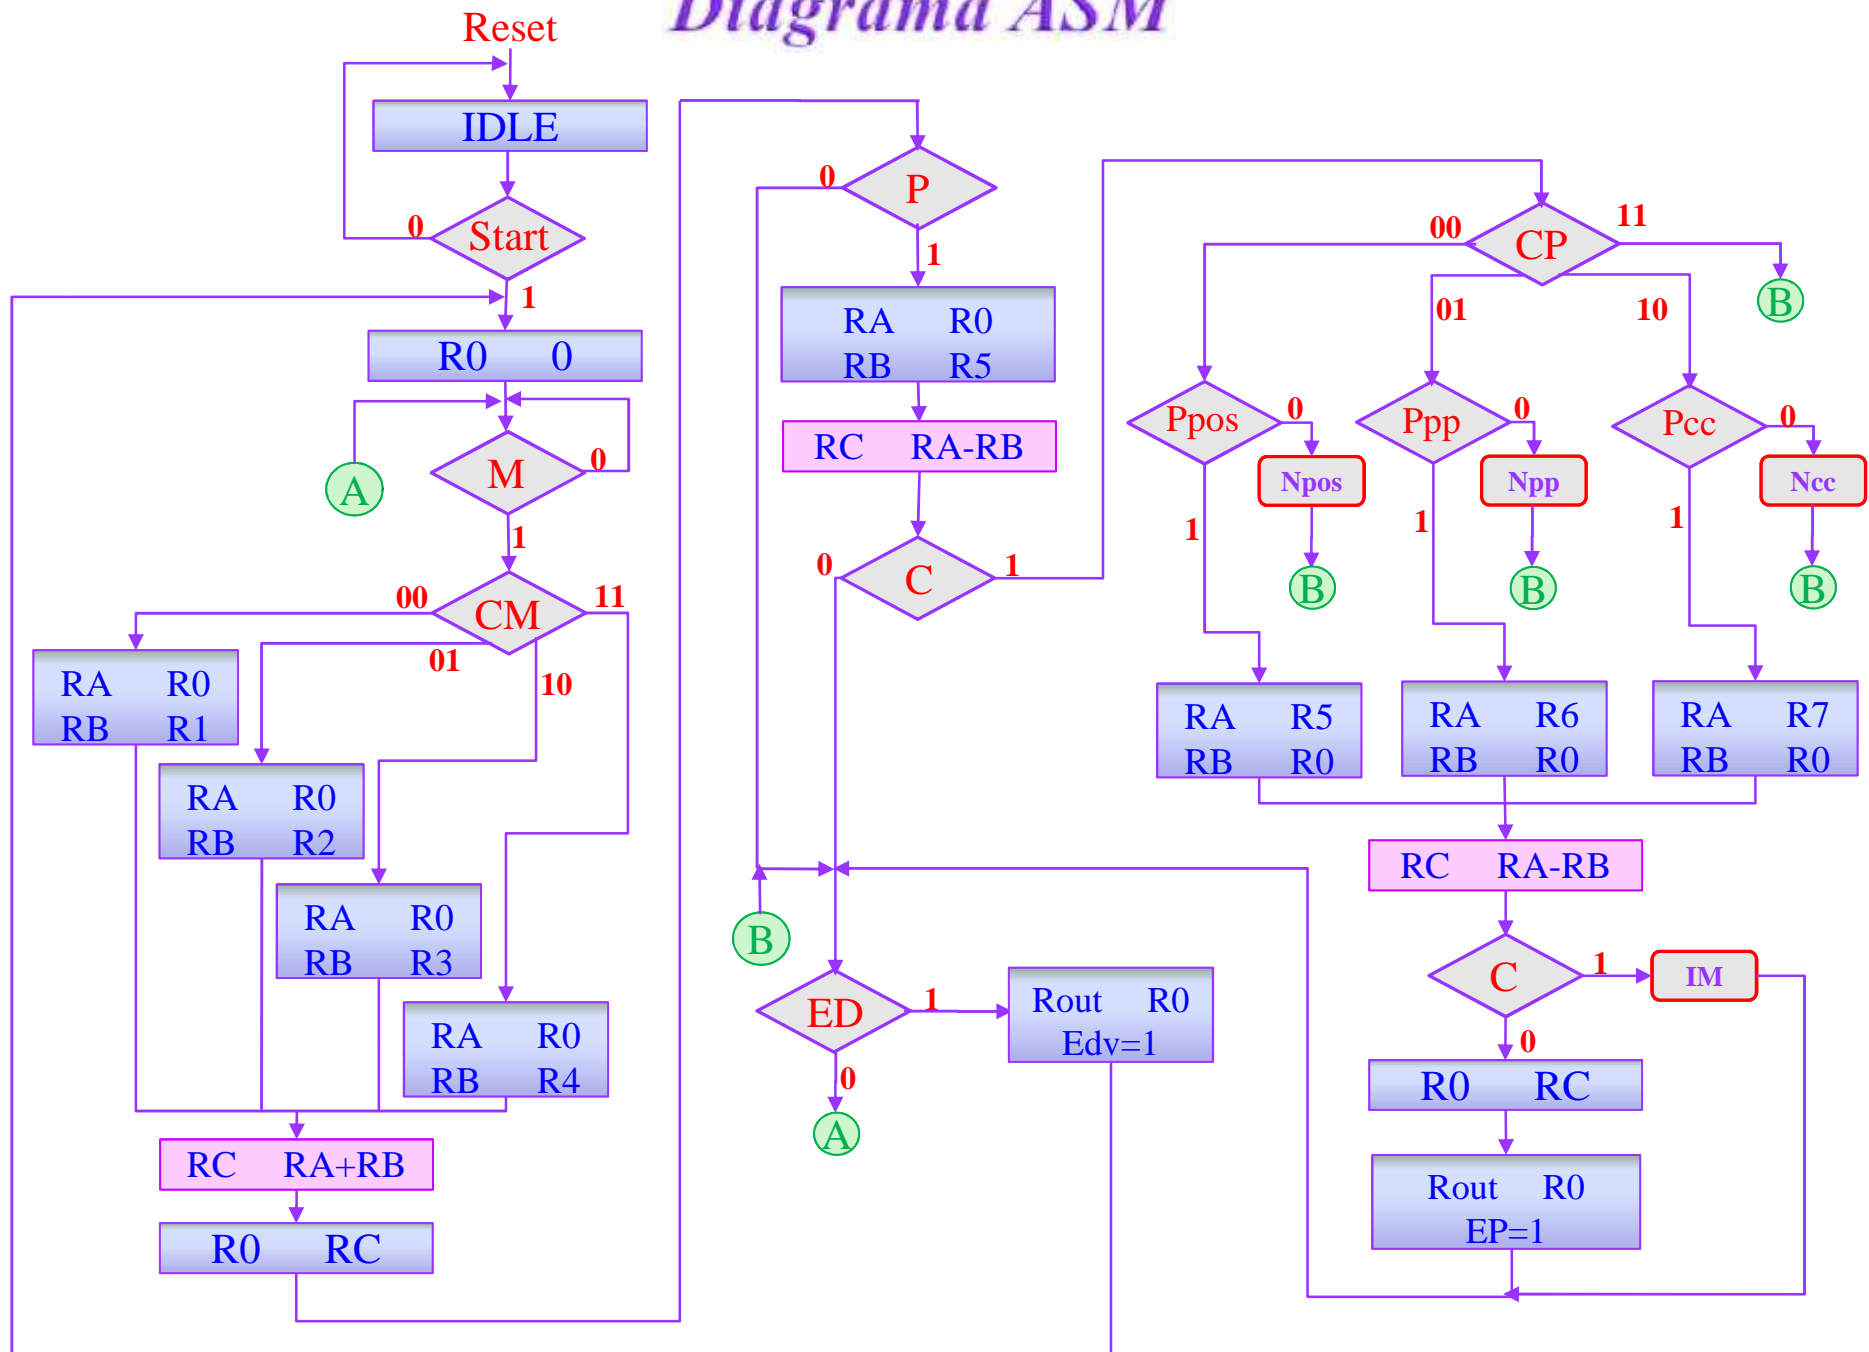 Diagrama ASM
Reset
IDLE
Start
0
1
R0 0
A
M
0
1
CM
00
01
10
11
RA R0
RB R1
RA R0
RB R2
RA R0
RB R3
RA R0
RB R4
RC RA+RB
R0 RC
P
0
1
RA R0
RB R5
RC RA-RB
C
0
1
B
ED
1
0
A
Rout R0
Edv=1
CP
00
01
10
11
B
Ppos
0
1
Npos
B
Ppp
0
1
Npp
B
Pcc
0
1
Ncc
B
RA R5
RB R0
RA R6
RB R0
RA R7
RB R0
RC RA-RB
C
1
0
IM
R0 RC
Rout R0
EP=1